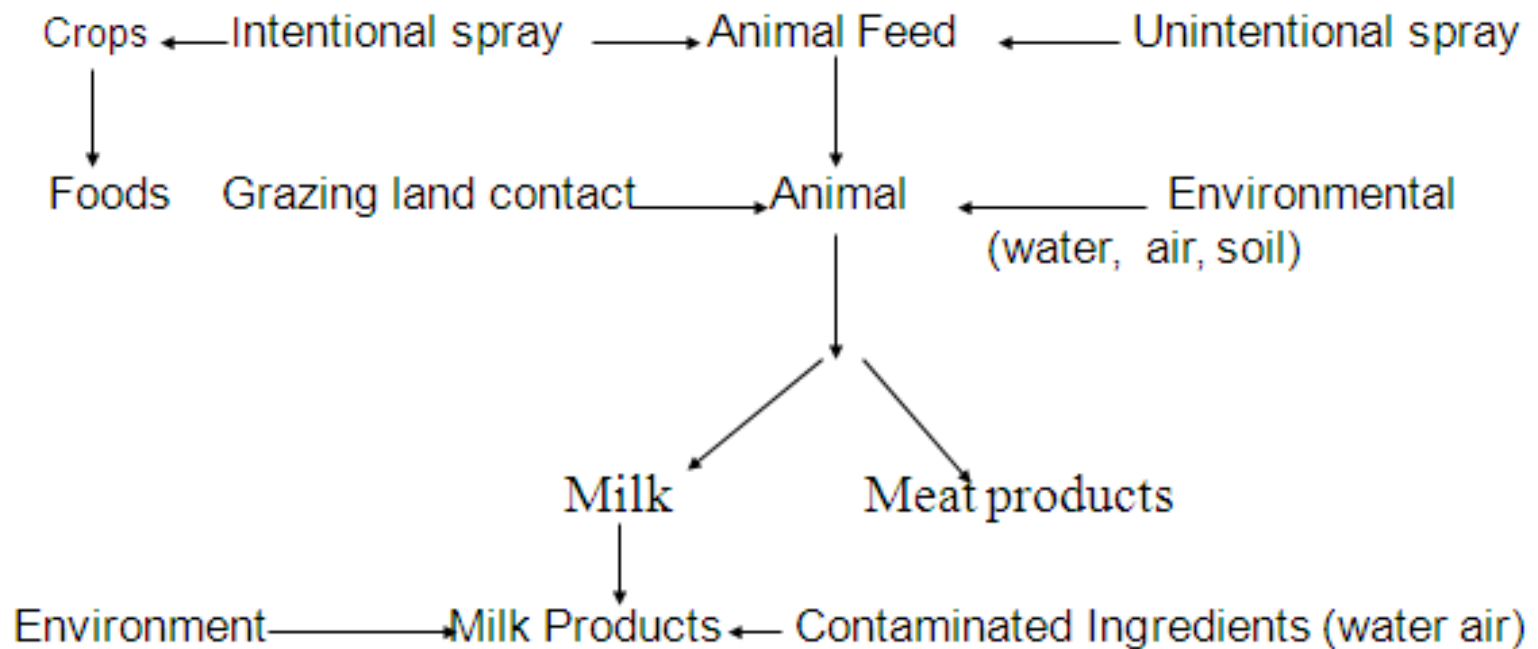 Crops Intentional spray Animal Feed Unintentional spray
Foods Grazing land contact Animal Environmental
(water, air, soil)
Milk Meat products
Environment Milk Products Contaminated Ingredients (water air)